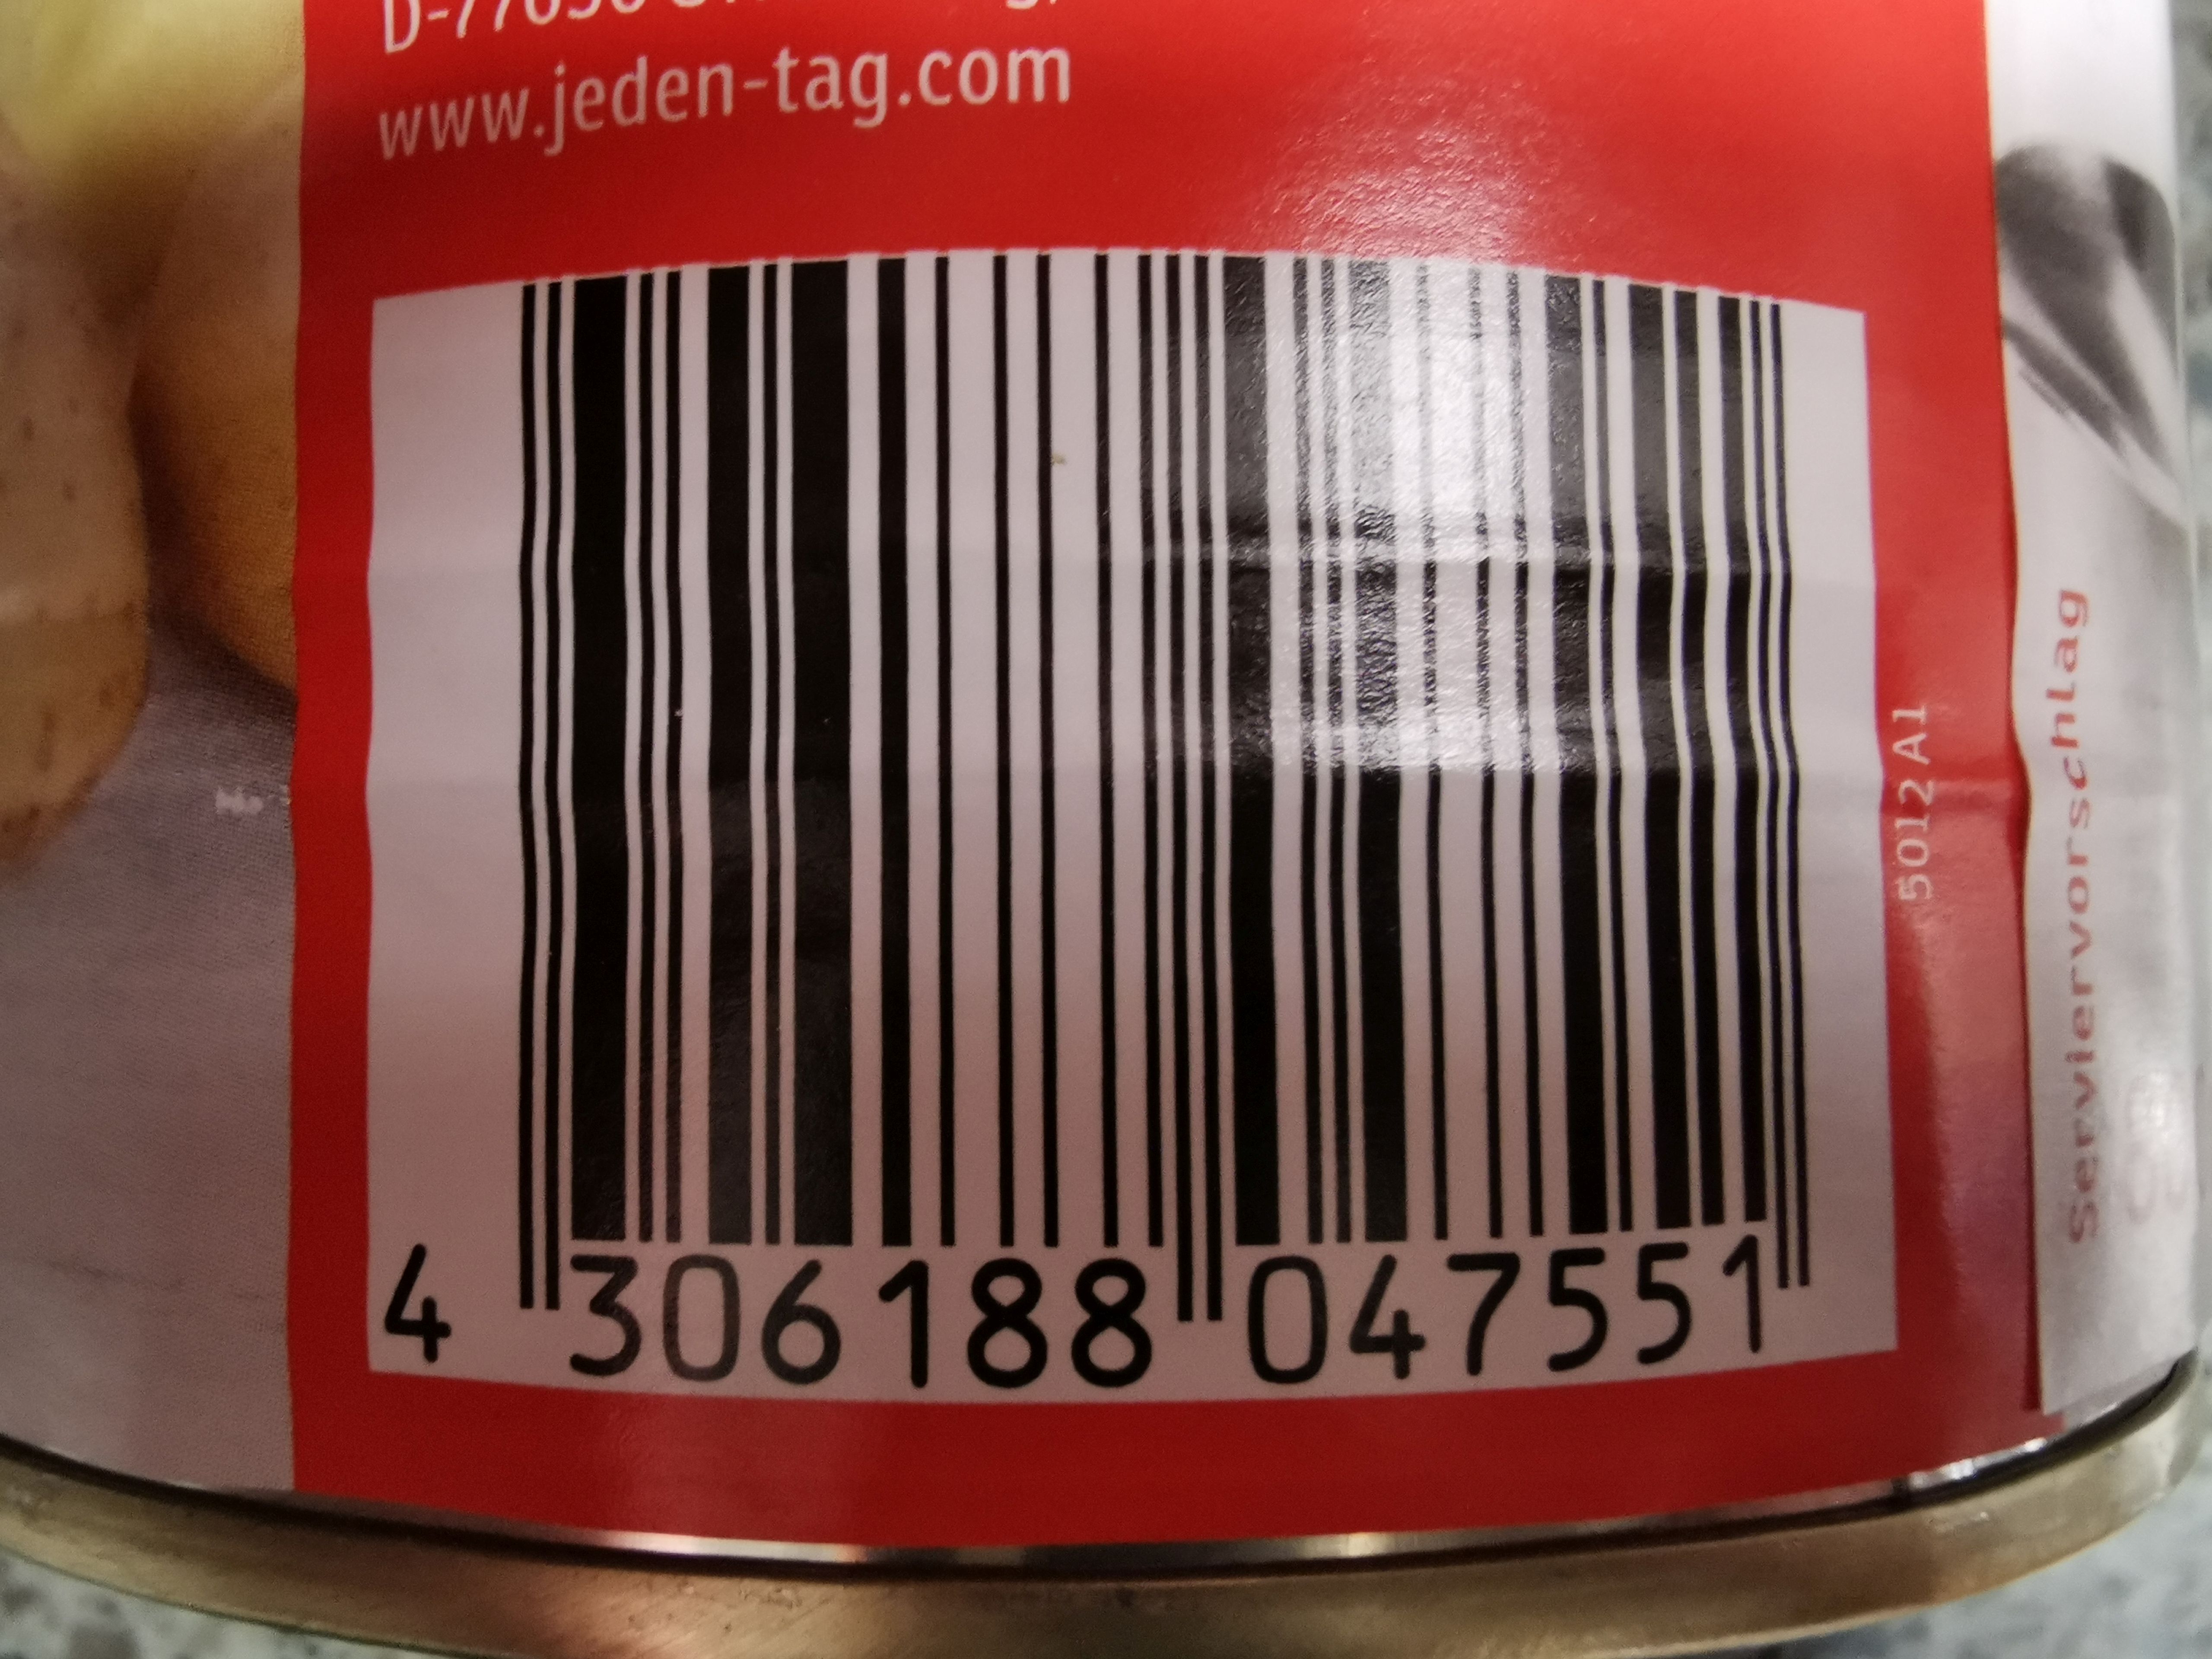 www.jeden-tag.com
4 306188 047551
5012 A1
Serviervorschlag